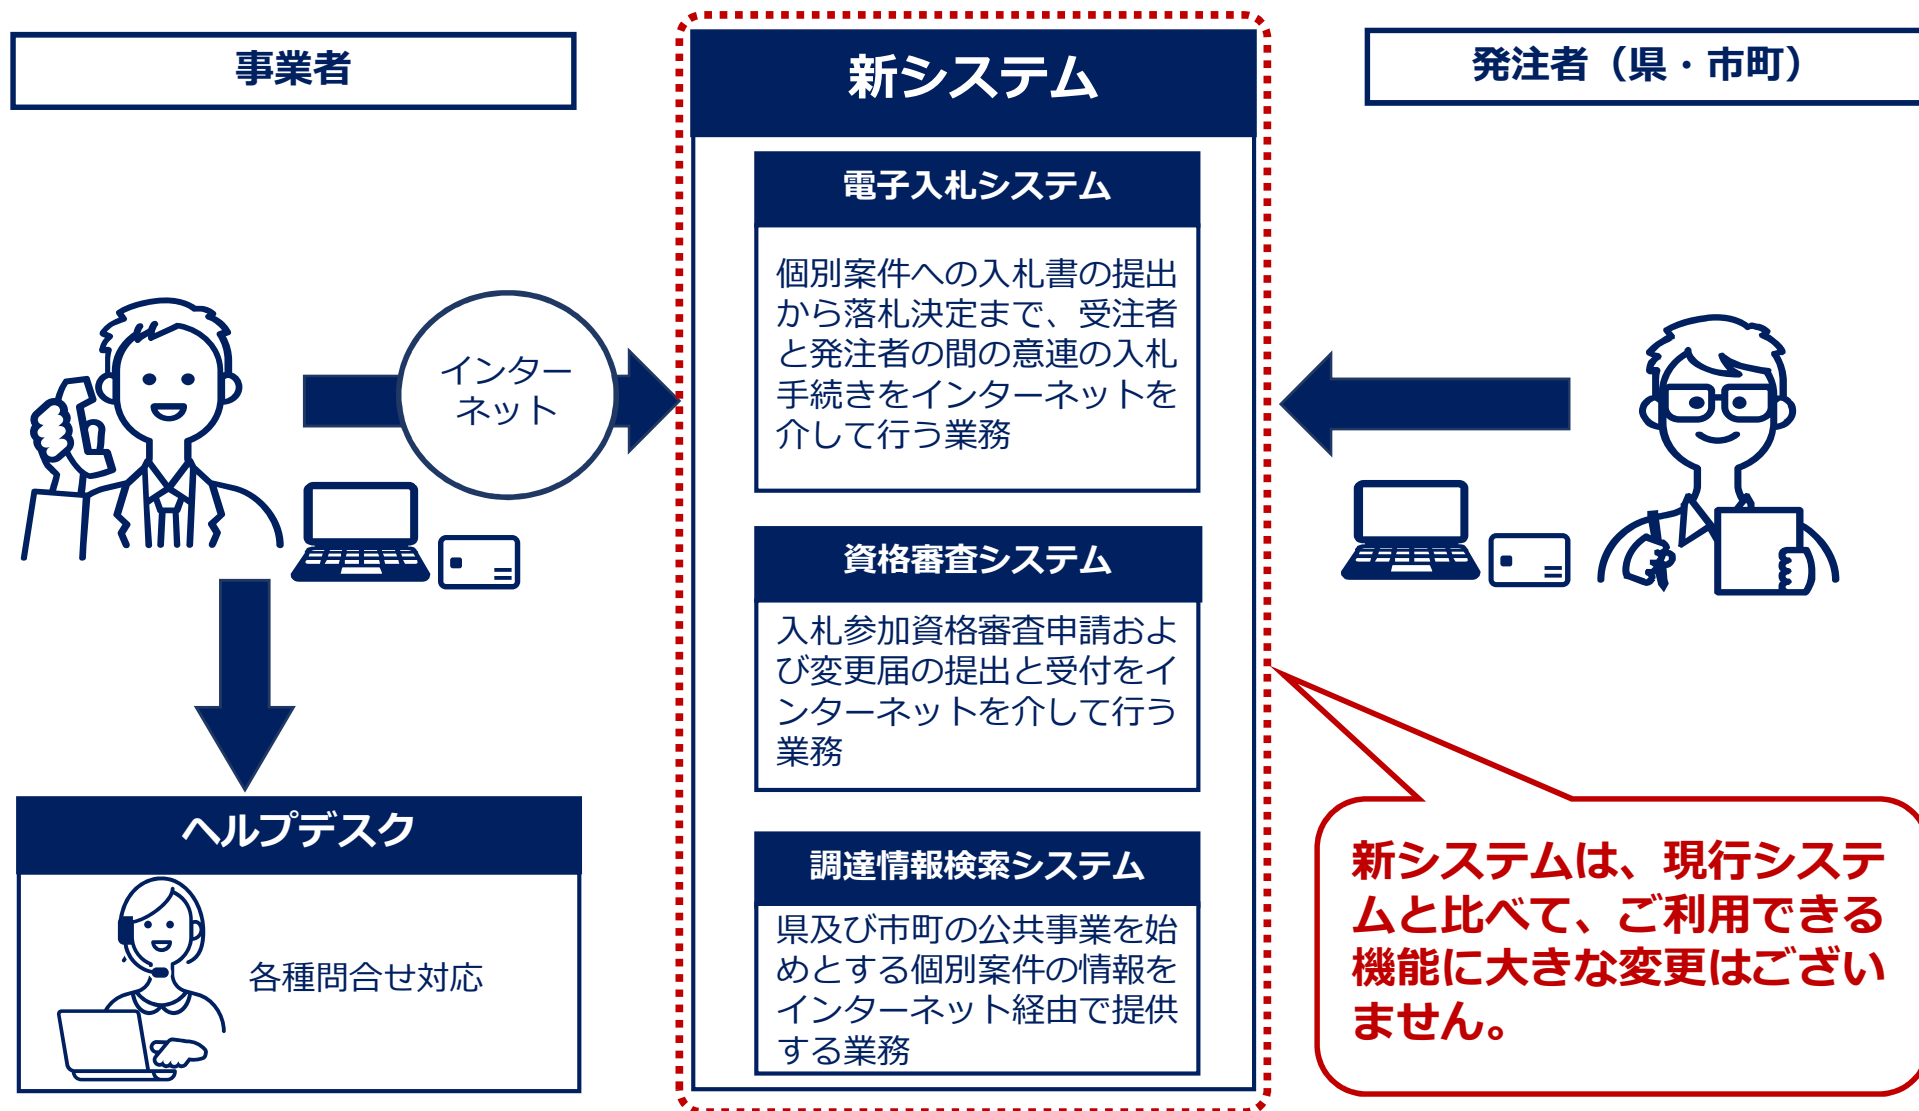 事業者
新システム
発注者（県・市町）
電子入札システム
個別案件への入札書の提出
から落札決定まで、受注者
と発注者の間の意連の入札
手続きをインターネットを
介して行う業務
インター
ネット
資格審査システム
入札参加資格審査申請およ
び変更届の提出と受付をイ
ンターネットを介して行う
業務
ヘルプデスク
各種問合せ対応
調達情報検索システム
県及び市町の公共事業を始
めとする個別案件の情報を
インターネット経由で提供
する業務
新システムは、現行システ
ムと比べて、ご利用できる
機能に大きな変更はござい
ません。